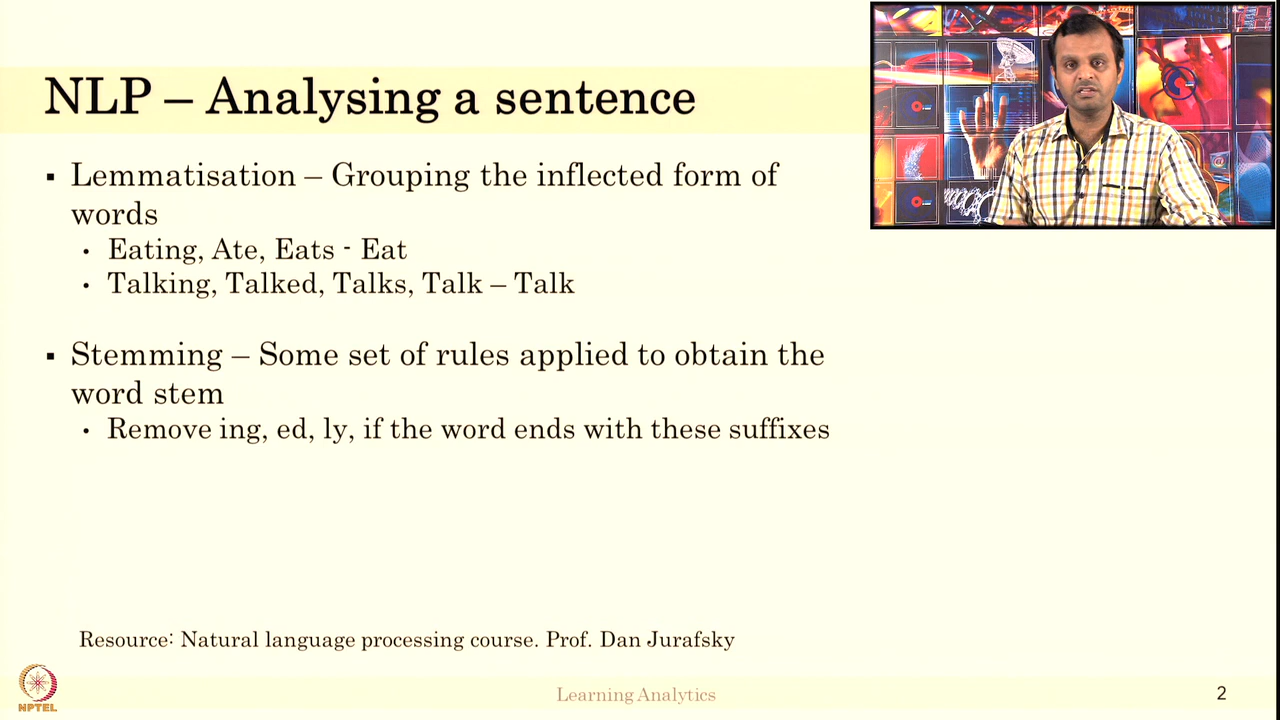 NLP – Analysing a sentence
▪ Lemmatisation – Grouping the inflected form of
words
• Eating, Ate, Eats - Eat
• Talking, Talked, Talks, Talk – Talk
▪ Stemming – Some set of rules applied to obtain the
word stem
• Remove ing, ed, ly, if the word ends with these suffixes
Resource: Natural language processing course. Prof. Dan Jurafsky
NPTEL
Learning Analytics
2